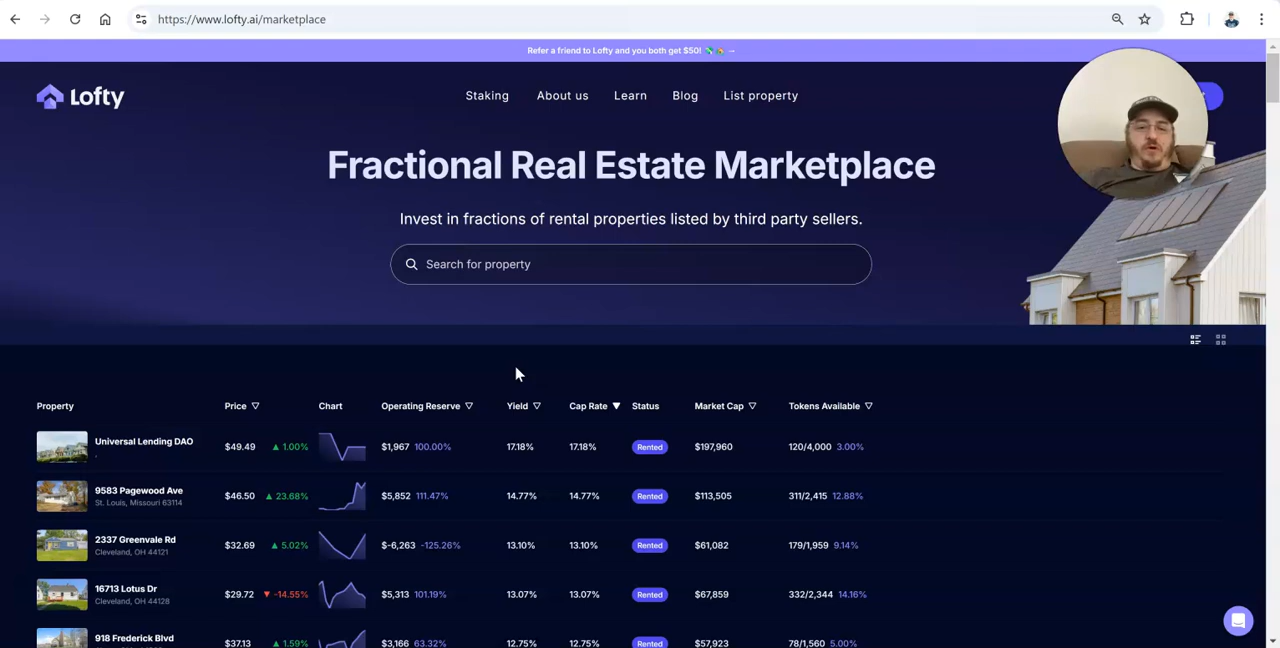 https://www.lofty.ai/marketplace
Refer a friend to Lofty and you both get $50! 💸 🥳 →
Lofty
Staking About us Learn Blog List property
Fractional Real Estate Marketplace
Invest in fractions of rental properties listed by third party sellers.
Search for property
Property Price Chart Operating Reserve Yield Cap Rate Status Market Cap Tokens Available
Universal Lending DAO $49.49 ▲ 1.00% $1,967 100.00% 17.18% 17.18% Rented $197,960 120/4,000 3.00%
,
9583 Pagewood Ave $46.50 ▲ 23.68% $5,852 111.47% 14.77% 14.77% Rented $113,505 311/2,415 12.88%
St. Louis, Missouri 63114
2337 Greenvale Rd $32.69 ▲ 5.02% $-6,263 -125.26% 13.10% 13.10% Rented $61,082 179/1,959 9.14%
Cleveland, OH 44121
16713 Lotus Dr $29.72 ▼ -14.55% $5,313 101.19% 13.07% 13.07% Rented $67,859 332/2,344 14.16%
Cleveland, OH 44128
918 Frederick Blvd $37.13 ▲ 1.59% $3,166 63.32% 12.75% 12.75% Rented $57,923 78/1,560 5.00%